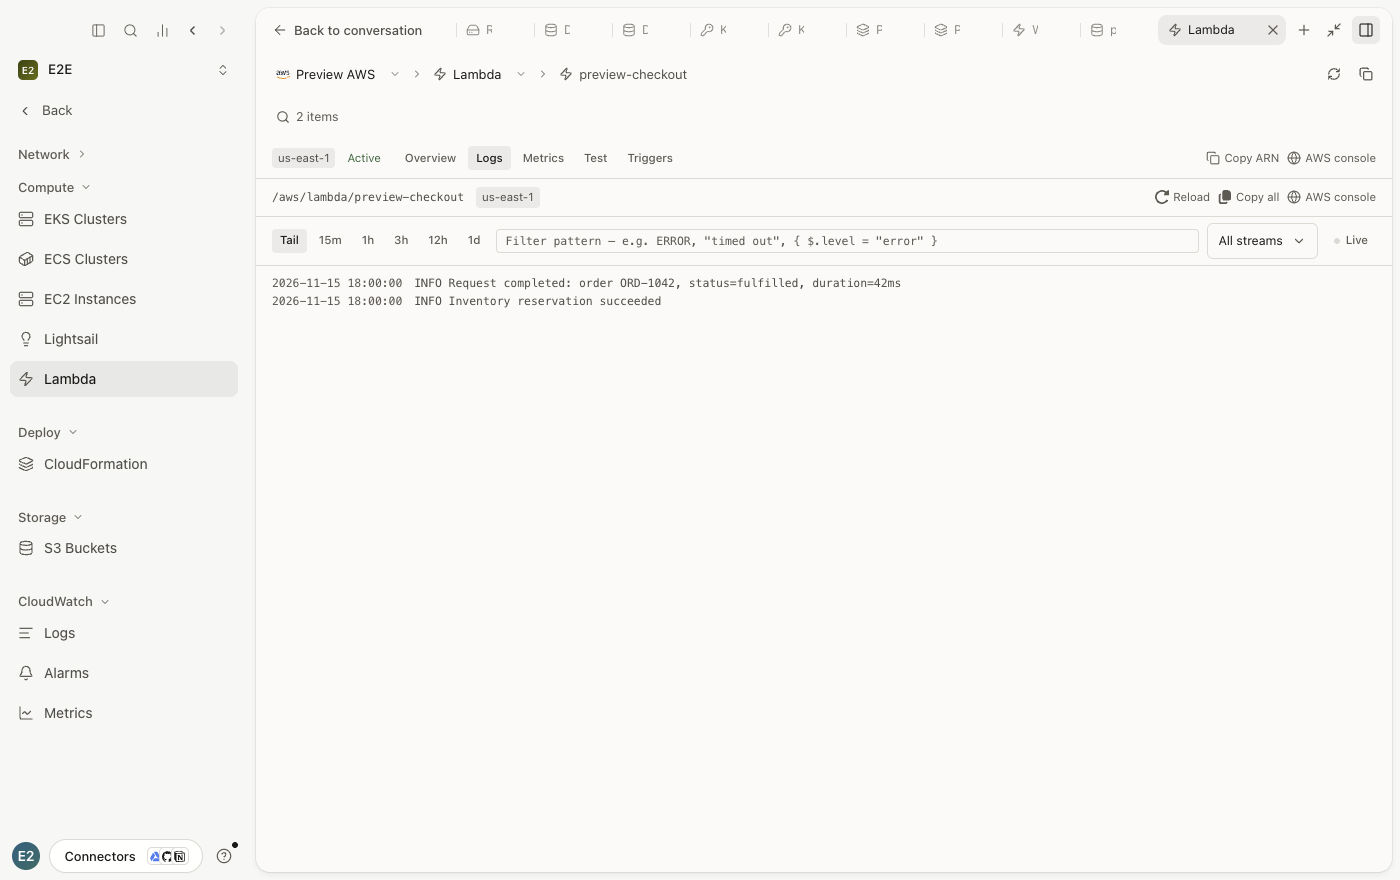 Back to conversation
R
D
D
K
K
F
F
V
p
Lambda
E2
E2E
Preview AWS
Lambda
preview-checkout
Back
2 items
Network
us-east-1
Active
Overview
Logs
Metrics
Test
Triggers
Copy ARN
AWS console
Compute
/aws/lambda/preview-checkout
us-east-1
Reload
Copy all
AWS console
EKS Clusters
Tail
15m
1h
3h
12h
1d
Filter pattern — e.g. ERROR, "timed out", { $.level = "error" }
All streams
Live
ECS Clusters
2026-11-15 18:00:00 INFO Request completed: order ORD-1042, status=fulfilled, duration=42ms
2026-11-15 18:00:00 INFO Inventory reservation succeeded
EC2 Instances
Lightsail
Lambda
Deploy
CloudFormation
Storage
S3 Buckets
CloudWatch
Logs
Alarms
Metrics
E2
Connectors